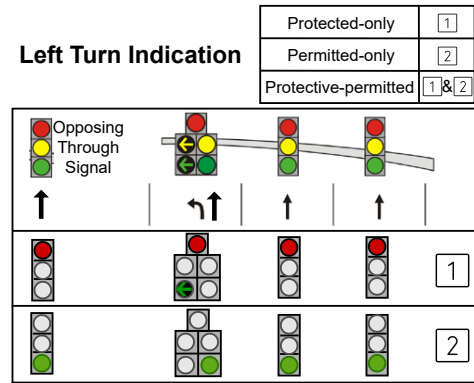 Left Turn Indication
Protected-only 1
Permitted-only 2
Protective-permitted 1&2
Opposing
Through
Signal
1
2